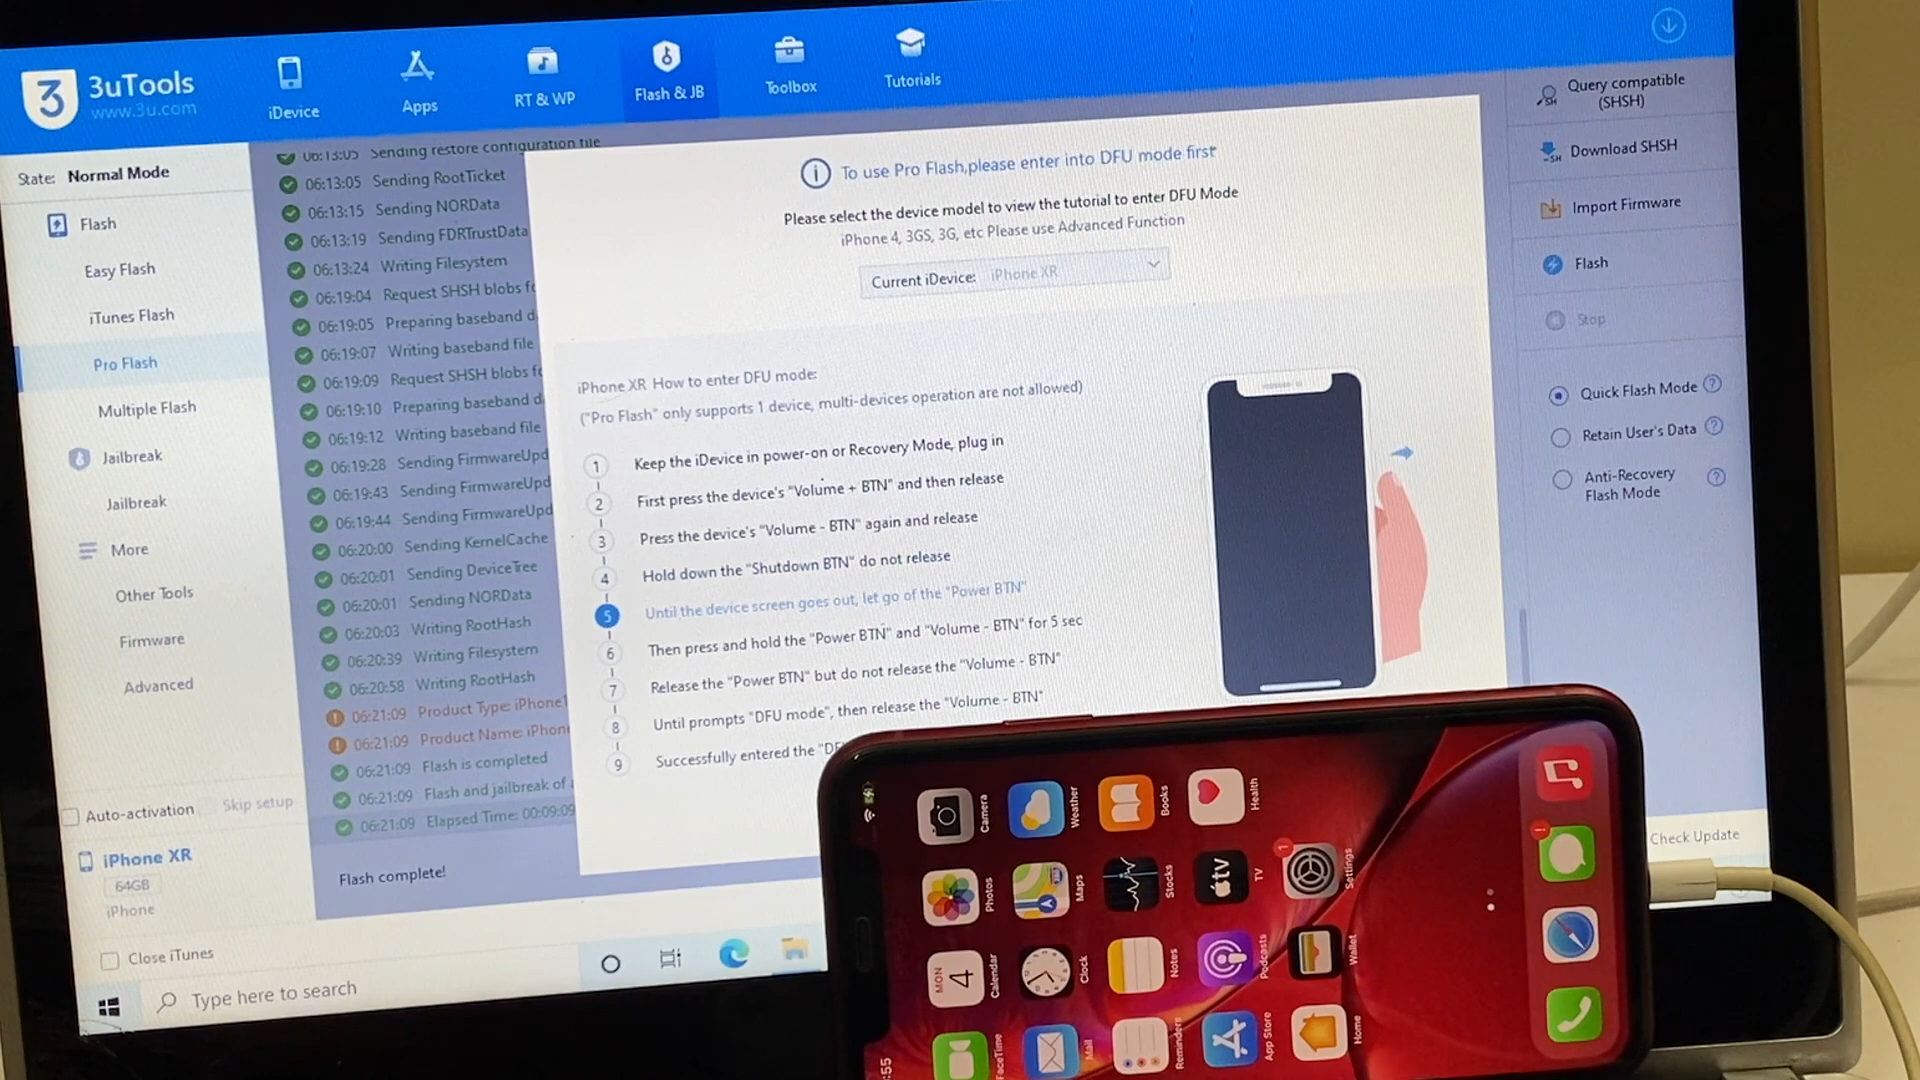 3uTools
www.3u.com
iDevice
Apps
RT & WP
Flash & JB
Toolbox
Tutorials
State: Normal Mode
Flash
Easy Flash
iTunes Flash
Pro Flash
Multiple Flash
Jailbreak
Jailbreak
More
Other Tools
Firmware
Advanced
Auto-activation
Skip setup
iPhone XR
64GB
iPhone
Close iTunes
06:13:05 Sending restore configuration file
06:13:05 Sending RootTicket
06:13:15 Sending NORData
06:13:19 Sending FDRTrustData
06:13:24 Writing Filesystem
06:19:04 Request SHSH blobs
06:19:05 Preparing baseband d
06:19:07 Writing baseband file
06:19:09 Request SHSH blobs
06:19:10 Preparing baseband d
06:19:12 Writing baseband file
06:19:28 Sending FirmwareUpd
06:19:43 Sending FirmwareUpd
06:19:44 Sending FirmwareUpd
06:20:00 Sending KernelCache
06:20:01 Sending DeviceTree
06:20:01 Sending NORData
06:20:03 Writing RootHash
06:20:39 Writing Filesystem
06:20:58 Writing RootHash
06:21:09 Product Type: iPhone1
06:21:09 Product Name: iPhon
06:21:09 Flash is completed
06:21:09 Flash and jailbreak of
06:21:09 Elapsed Time: 00:09:09
Flash complete!
To use Pro Flash,please enter into DFU mode first
Please select the device model to view the tutorial to enter DFU Mode
iPhone 4, 3GS, 3G, etc Please use Advanced Function
Current iDevice: iPhone XR
iPhone XR How to enter DFU mode:
("Pro Flash" only supports 1 device, multi-devices operation are not allowed)
1 Keep the iDevice in power-on or Recovery Mode, plug in
2 First press the device's "Volume + BTN" and then release
3 Press the device's "Volume - BTN" again and release
4 Hold down the "Shutdown BTN" do not release
5 Until the device screen goes out, let go of the "Power BTN"
6 Then press and hold the "Power BTN" and "Volume - BTN" for 5 sec
7 Release the "Power BTN" but do not release the "Volume - BTN"
8 Until prompts "DFU mode", then release the "Volume - BTN"
9 Successfully entered the "DF
Query compatible
(SHSH)
Download SHSH
Import Firmware
Flash
Stop
Quick Flash Mode
Retain User's Data
Anti-Recovery
Flash Mode
Check Update
Type here to search
:55
FaceTime
Calendar
MON
4
Photos
Camera
Mail
Clock
Maps
Weather
Reminders
Notes
Stocks
Books
App Store
Podcasts
tv
TV
Health
Home
Wallet
Settings
1
1